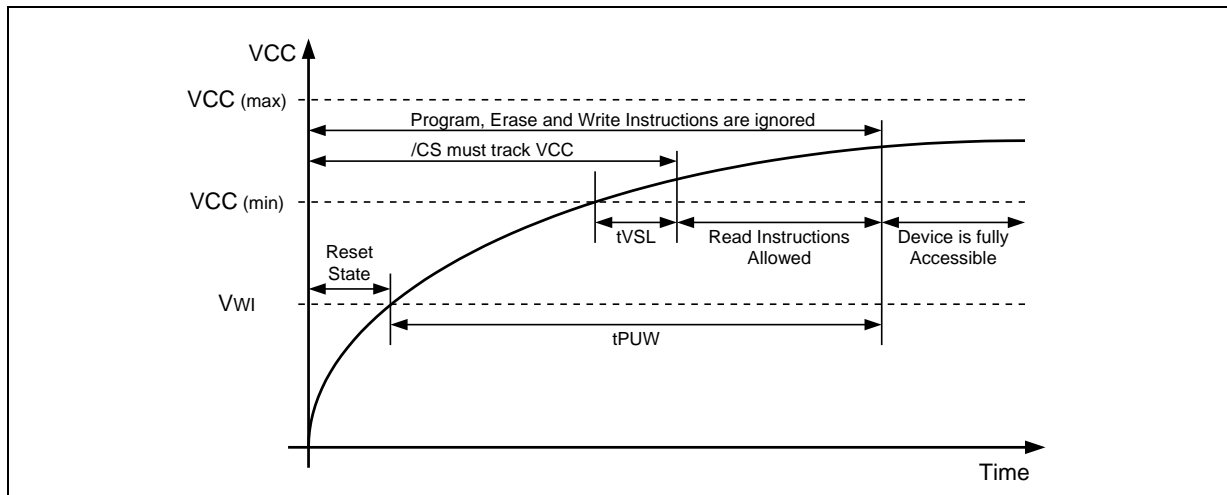 VCC
VCC (max)
Program, Erase and Write Instructions are ignored
/CS must track VCC
VCC (min)
tVSL
Read Instructions
Allowed
Device is fully
Accessible
Reset
State
VWI
tPUW
Time